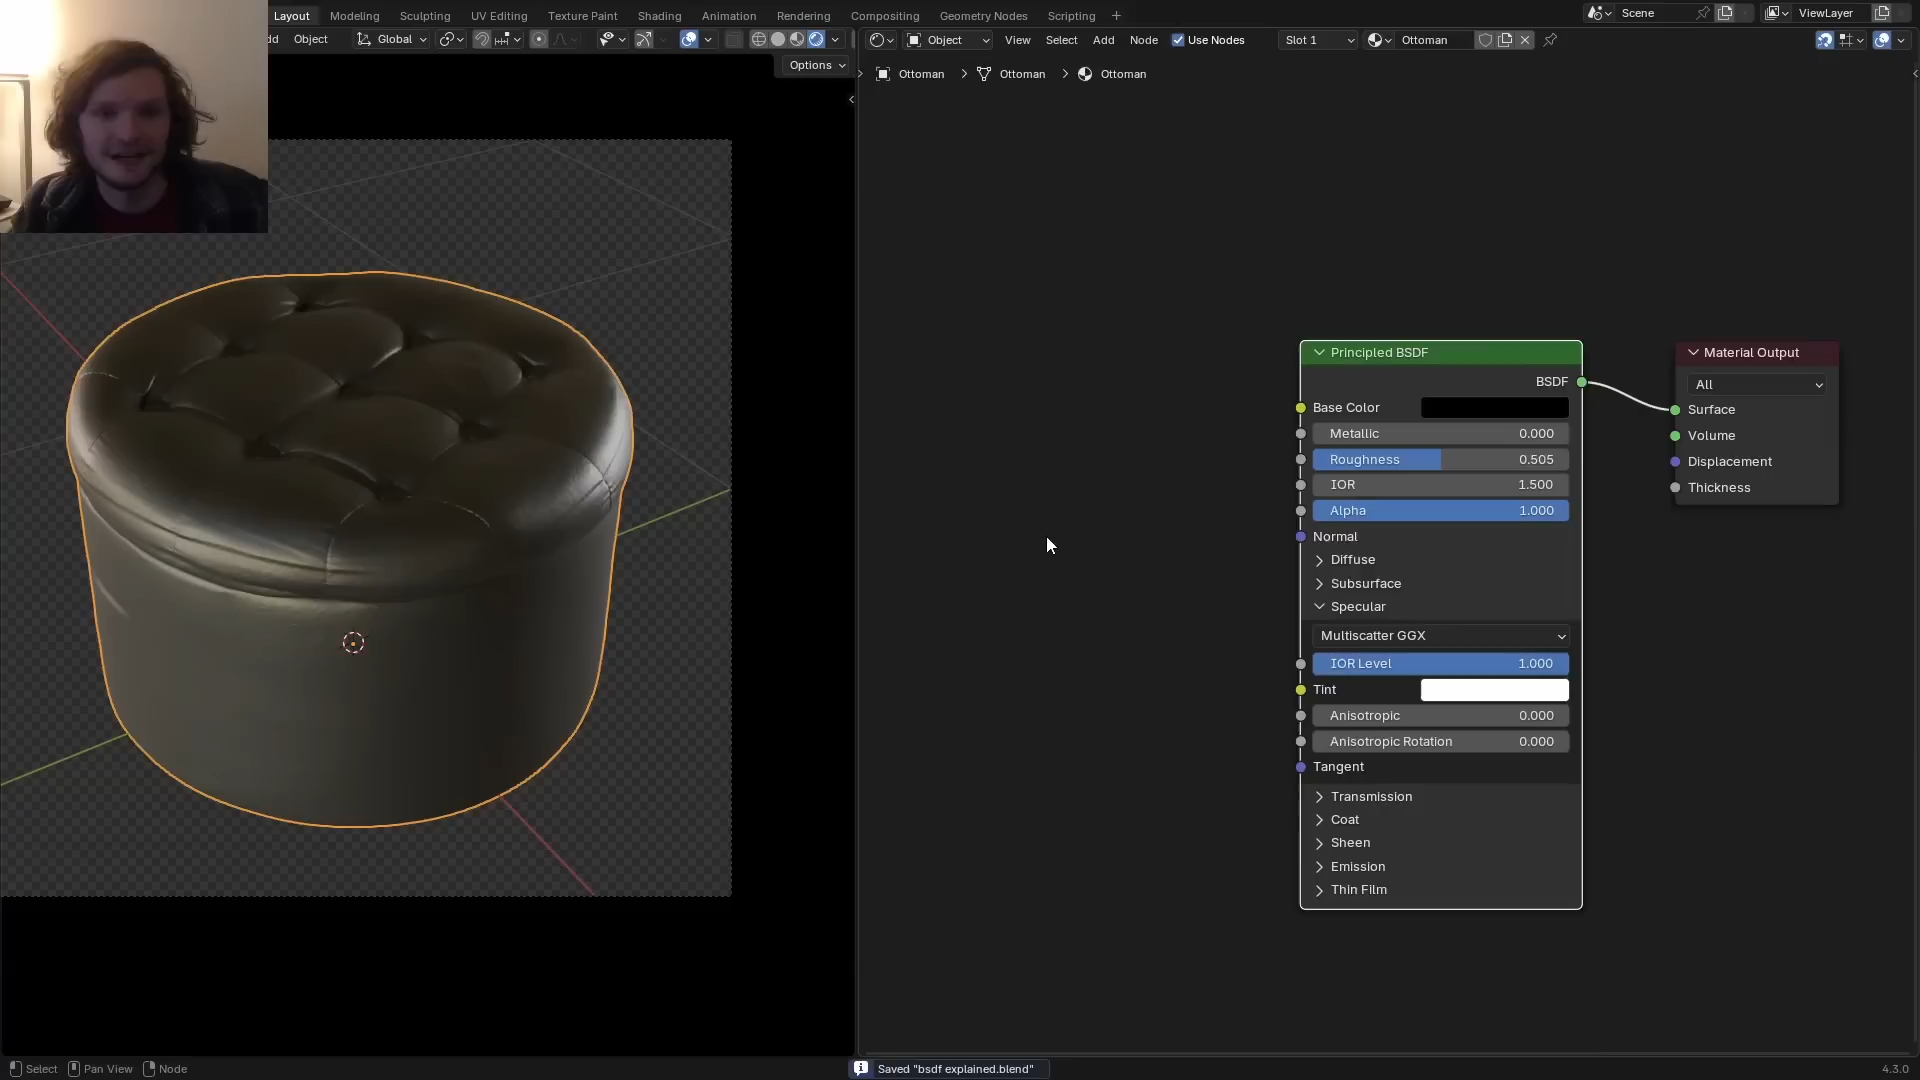 Layout Modeling Sculpting UV Editing Texture Paint Shading Animation Rendering Compositing Geometry Nodes Scripting
Scene
ViewLayer
dd Object
Global
Options
Object View Select Add Node Use Nodes
Slot 1
Ottoman
Ottoman
Ottoman
Ottoman
Principled BSDF
BSDF
Base Color
Metallic 0.000
Roughness 0.505
IOR 1.500
Alpha 1.000
Normal
Diffuse
Subsurface
Specular
Multiscatter GGX
IOR Level 1.000
Tint
Anisotropic 0.000
Anisotropic Rotation 0.000
Tangent
Transmission
Coat
Sheen
Emission
Thin Film
Material Output
All
Surface
Volume
Displacement
Thickness
Select Pan View Node
Saved "bsdf explained.blend"
4.3.0